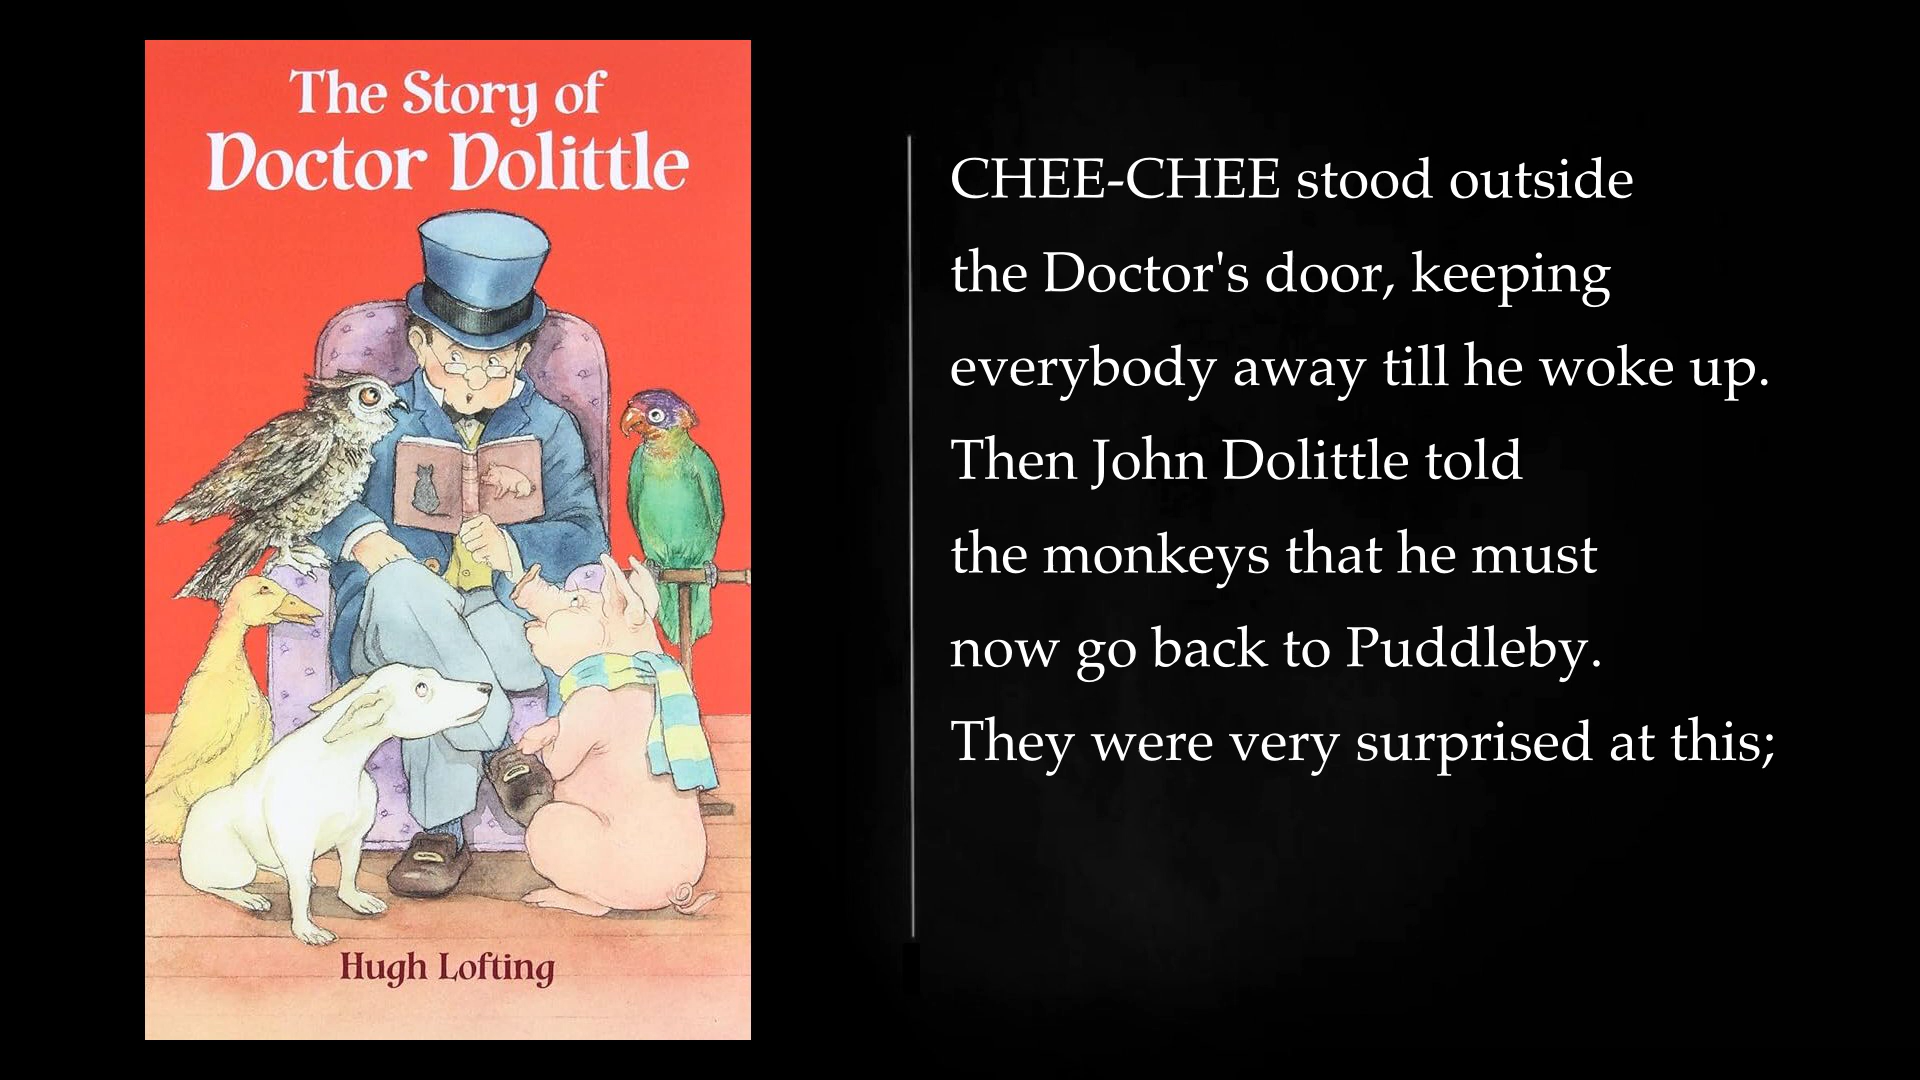 The Story of
Doctor Dolittle
Hugh Lofting
CHEE-CHEE stood outside
the Doctor's door, keeping
everybody away till he woke up.
Then John Dolittle told
the monkeys that he must
now go back to Puddleby.
They were very surprised at this;